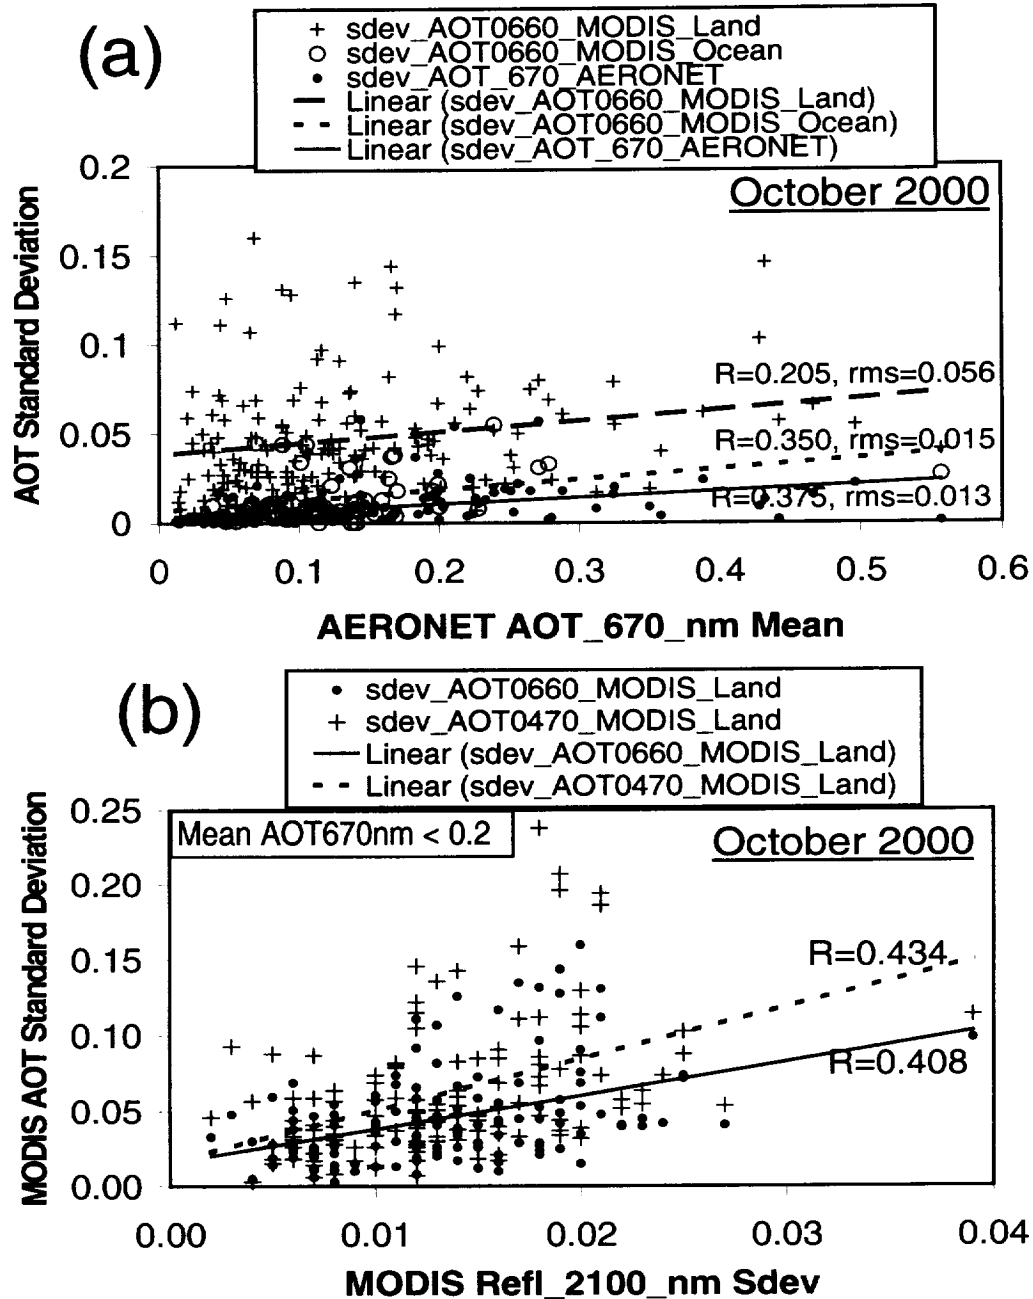 (a)
sdev_AOT0660_MODIS_Land
sdev_AOT0660_MODIS_Ocean
sdev_AOT_670_AERONET
Linear (sdev_AOT0660_MODIS_Land)
Linear (sdev_AOT0660_MODIS_Ocean)
Linear (sdev_AOT_670_AERONET)
October 2000
AOT Standard Deviation
0.2
0.15
0.1
0.05
0
R=0.205, rms=0.056
R=0.350, rms=0.015
R=0.375, rms=0.013
0 0.1 0.2 0.3 0.4 0.5 0.6
AERONET AOT_670_nm Mean
(b)
sdev_AOT0660_MODIS_Land
sdev_AOT0470_MODIS_Land
Linear (sdev_AOT0660_MODIS_Land)
Linear (sdev_AOT0470_MODIS_Land)
Mean AOT670nm < 0.2
October 2000
MODIS AOT Standard Deviation
0.25
0.20
0.15
0.10
0.05
0.00
R=0.434
R=0.408
0.00 0.01 0.02 0.03 0.04
MODIS Refl_2100_nm Sdev